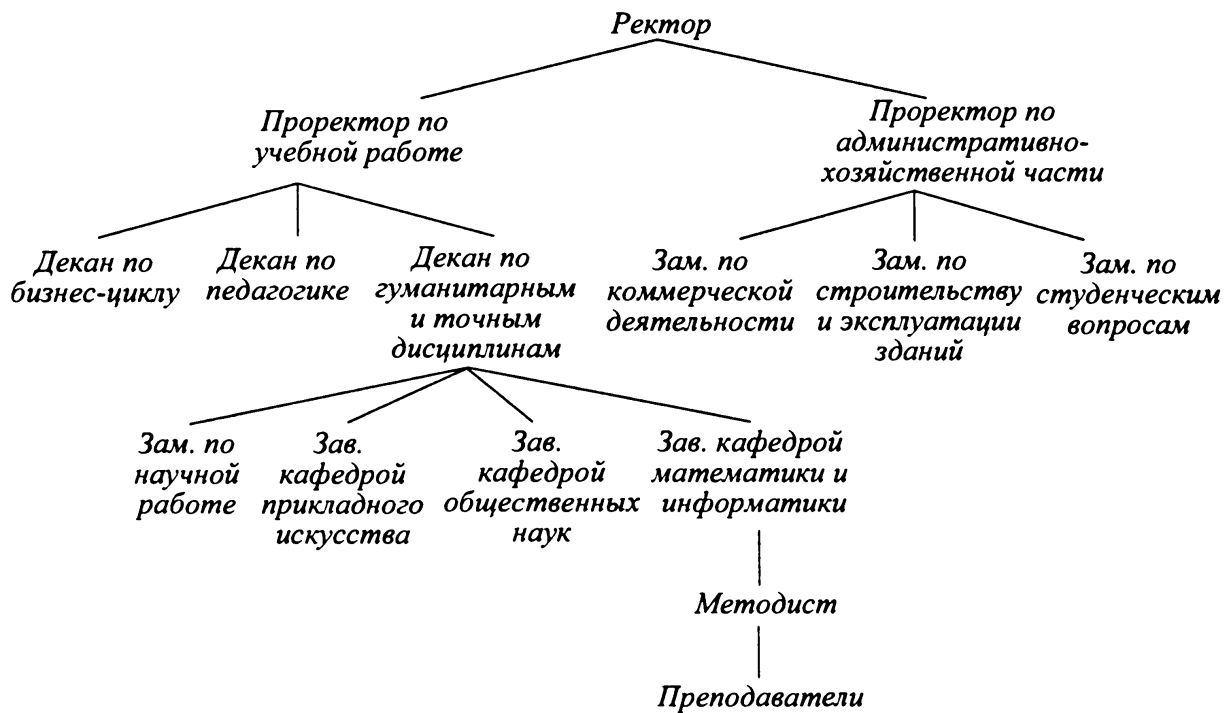 Ректор
Проректор по
учебной работе
Проректор по
административно-
хозяйственной части
Декан по
бизнес-циклу
Декан по
педагогике
Декан по
гуманитарным
и точным
дисциплинам
Зам. по
коммерческой
деятельности
Зам. по
строительству
и эксплуатации
зданий
Зам. по
студенческим
вопросам
Зам. по
научной
работе
Зав.
кафедрой
прикладного
искусства
Зав.
кафедрой
общественных
наук
Зав. кафедрой
математики и
информатики
Методист
Преподаватели